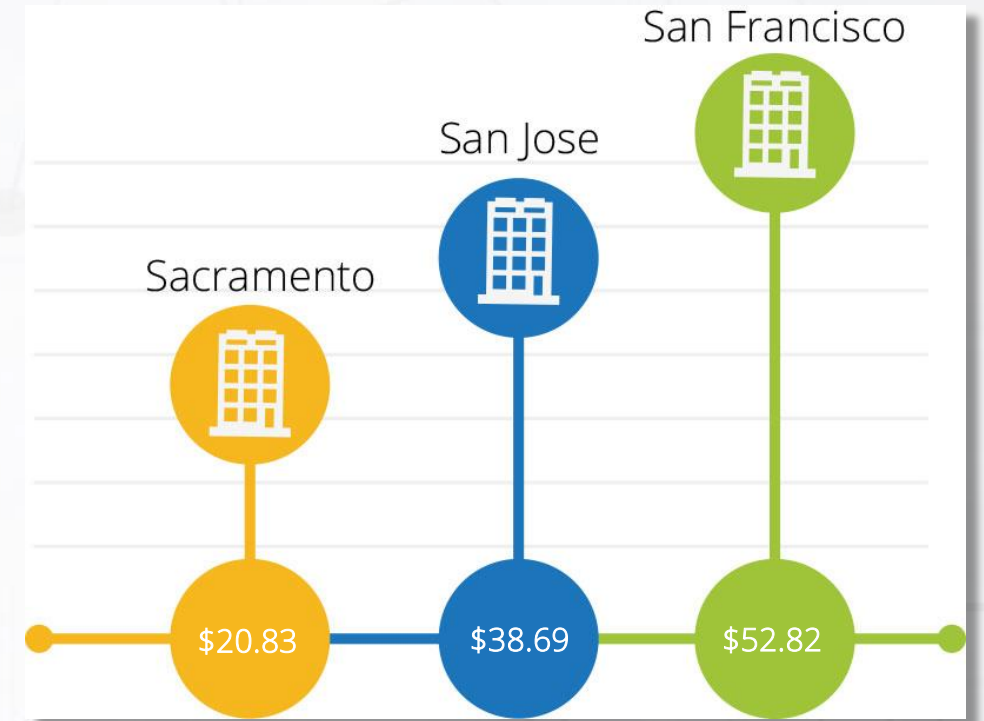 San Francisco
San Jose
Sacramento
$20.83
$38.69
$52.82